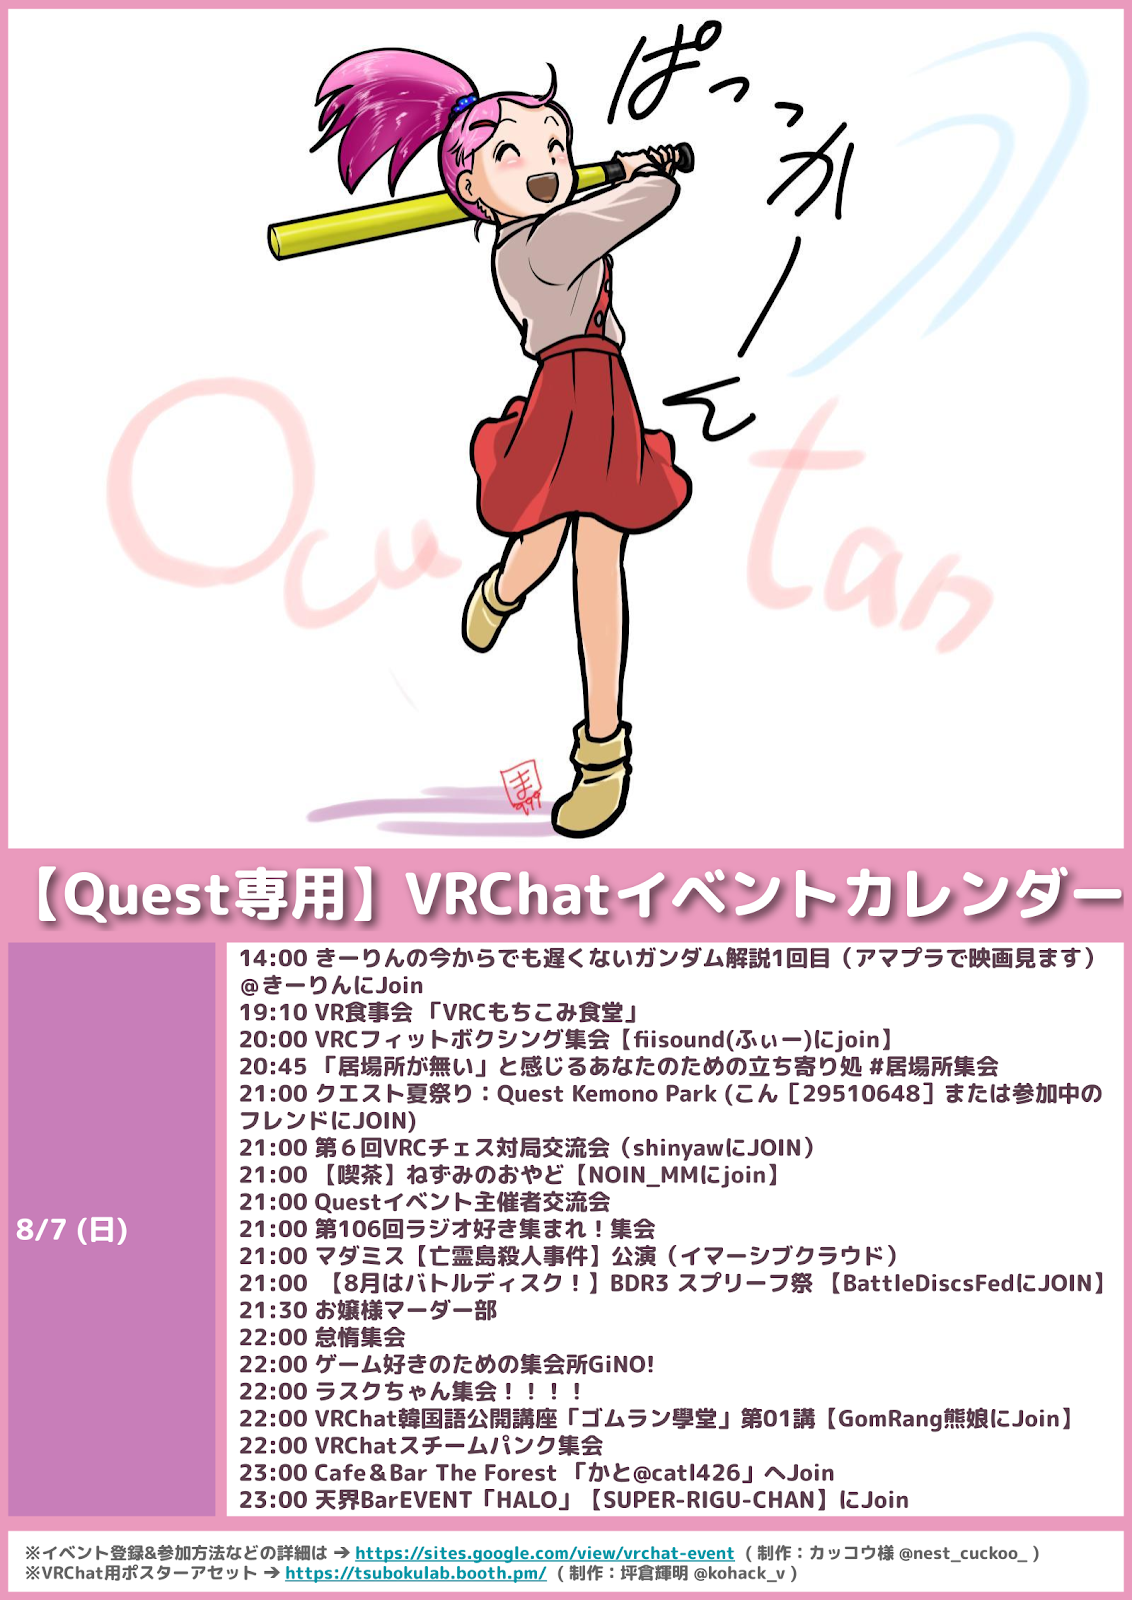 ぱっっかーん
Ocutan
ま
999
【Quest専用】VRChatイベントカレンダー
8/7 (日)
14:00 きーりんの今からでも遅くないガンダム解説1回目（アマプラで映画見ます）
@きーりんにJoin
19:10 VR食事会 「VRCもちこみ食堂」
20:00 VRCフィットボクシング集会【fiisound(ふぃー)にjoin】
20:45 「居場所が無い」と感じるあなたのための立ち寄り処 #居場所集会
21:00 クエスト夏祭り：Quest Kemono Park (こん［29510648］または参加中の
フレンドにJOIN)
21:00 第６回VRCチェス対局交流会（shinyawにJOIN）
21:00 【喫茶】ねずみのおやど【NOIN_MMにjoin】
21:00 Questイベント主催者交流会
21:00 第106回ラジオ好き集まれ！集会
21:00 マダミス【亡霊島殺人事件】公演（イマーシブクラウド）
21:00 【8月はバトルディスク！】BDR3 スプリーフ祭 【BattleDiscsFedにJOIN】
21:30 お嬢様マーダー部
22:00 怠惰集会
22:00 ゲーム好きのための集会所GiNO!
22:00 ラスクちゃん集会！！！！
22:00 VRChat韓国語公開講座「ゴムラン學堂」第01講【GomRang熊娘にJoin】
22:00 VRChatスチームパンク集会
23:00 Cafe＆Bar The Forest 「かと@catl426」へJoin
23:00 天界BarEVENT「HALO」【SUPER-RIGU-CHAN】にJoin
※イベント登録&参加方法などの詳細は ➔ https://sites.google.com/view/vrchat-event （ 制作：カッコウ様 @nest_cuckoo_ ）
※VRChat用ポスターアセット ➔ https://tsubokulab.booth.pm/ （ 制作：坪倉輝明 @kohack_v ）